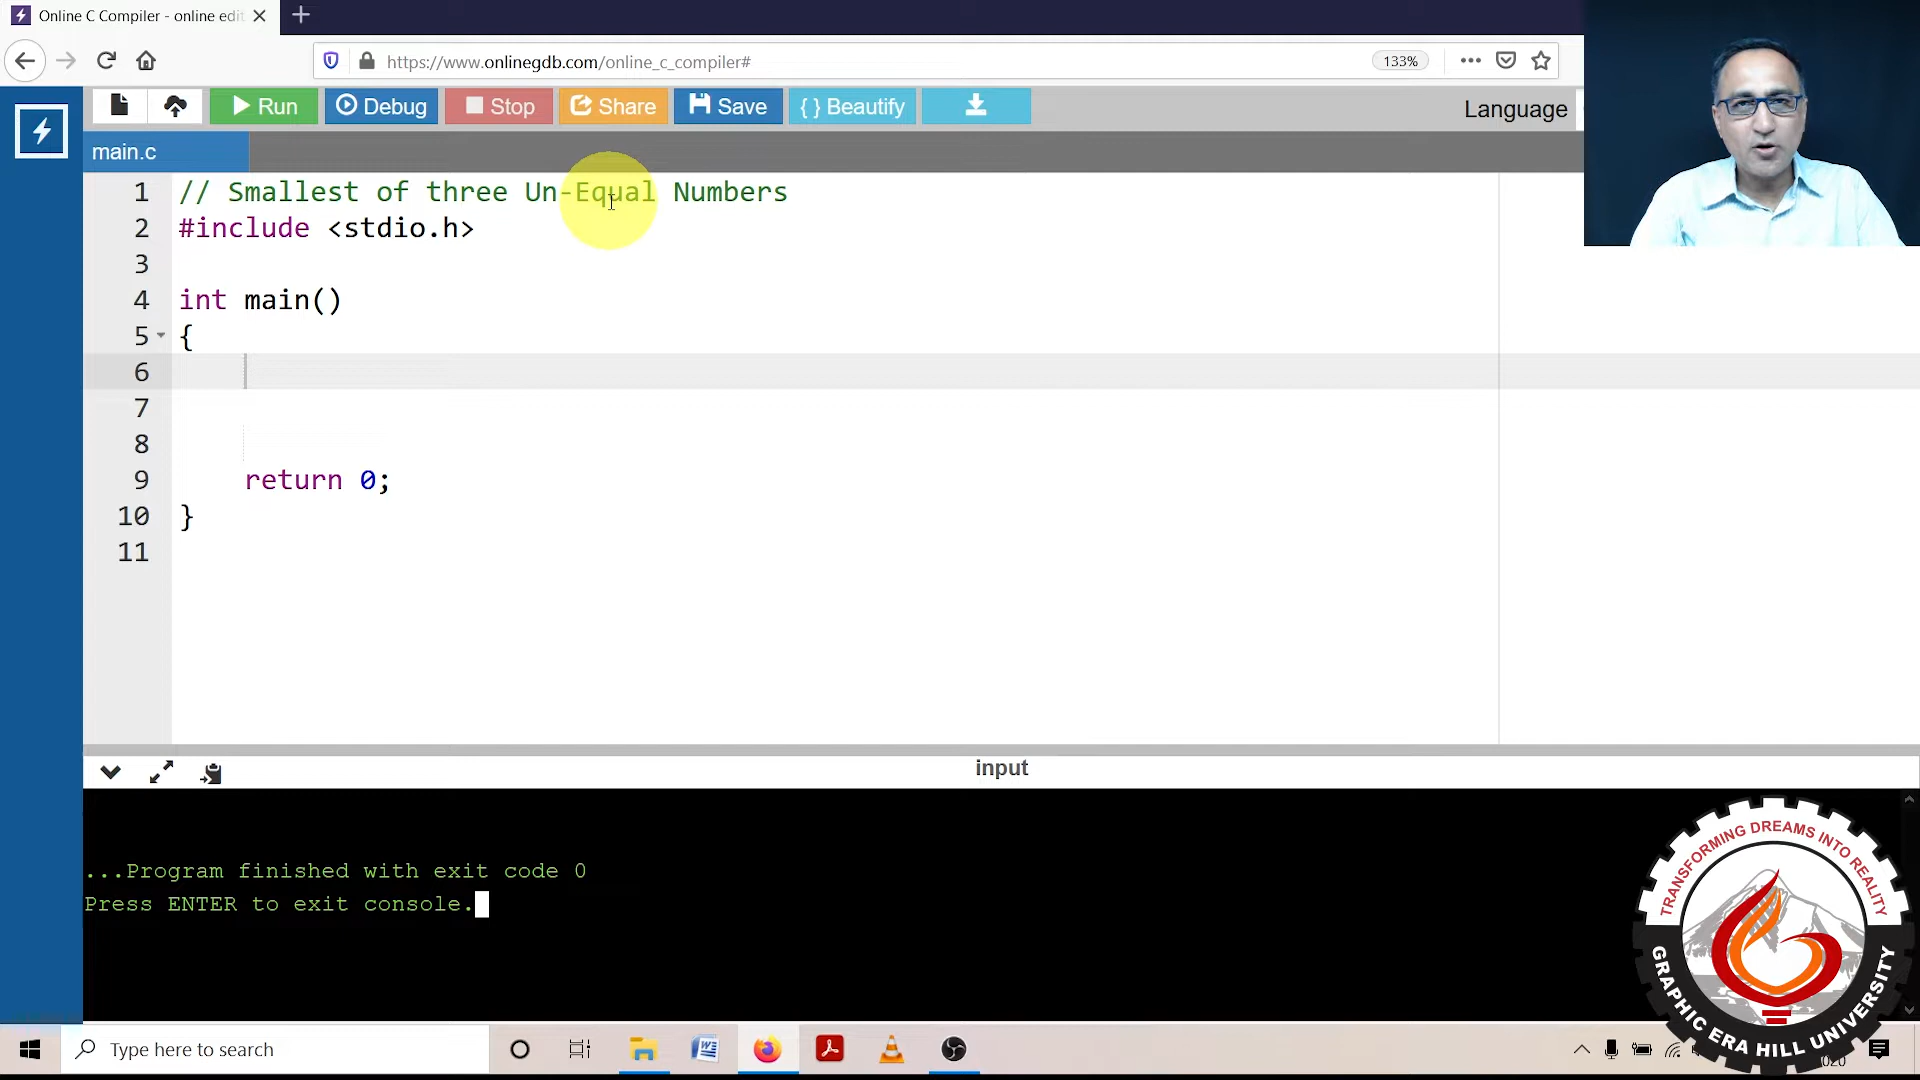 Online C Compiler - online edit
https://www.onlinegdb.com/online_c_compiler#
133%
Run
Debug
Stop
Share
Save
{ } Beautify
Language
main.c
1 // Smallest of three Un-Equal Numbers
2 #include <stdio.h>
3
4 int main()
5 {
6
7
8
9 return 0;
10 }
11
input
...Program finished with exit code 0
Press ENTER to exit console.
TRANSFORMING DREAMS INTO REALITY
GRAPHIC ERA HILL UNIVERSITY
Type here to search